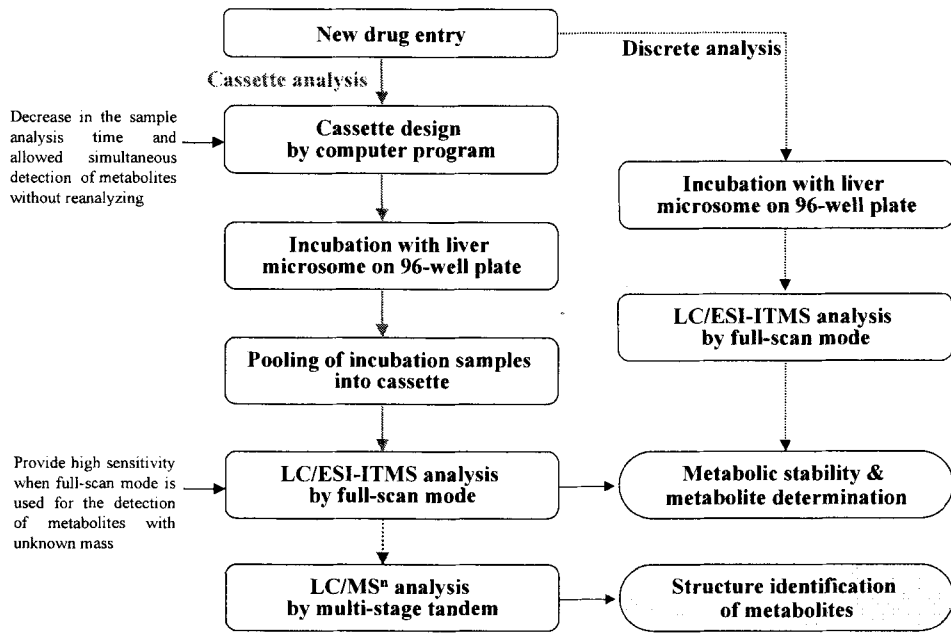 New drug entry
Discrete analysis
Cassette analysis
Decrease in the sample
analysis time and
allowed simultaneous
detection of metabolites
without reanalyzing
Cassette design
by computer program
Incubation with liver
microsome on 96-well plate
Incubation with liver
microsome on 96-well plate
LC/ESI-ITMS analysis
by full-scan mode
Pooling of incubation samples
into cassette
Provide high sensitivity
when full-scan mode is
used for the detection
of metabolites with
unknown mass
LC/ESI-ITMS analysis
by full-scan mode
Metabolic stability &
metabolite determination
LC/MSⁿ analysis
by multi-stage tandem
Structure identification
of metabolites